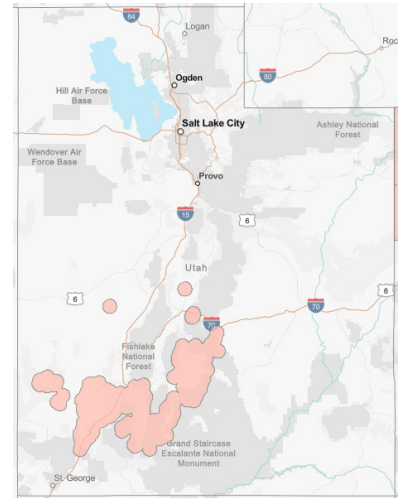 84
Logan
Roc
Ogden
80
Hill Air Force
Base
Salt Lake City
Ashley National
Forest
Wendover Air
Force Base
Provo
15
6
Utah
6
6
70
70
Fishlake
National
Forest
Grand Staircase
Escalante National
Monument
St. George